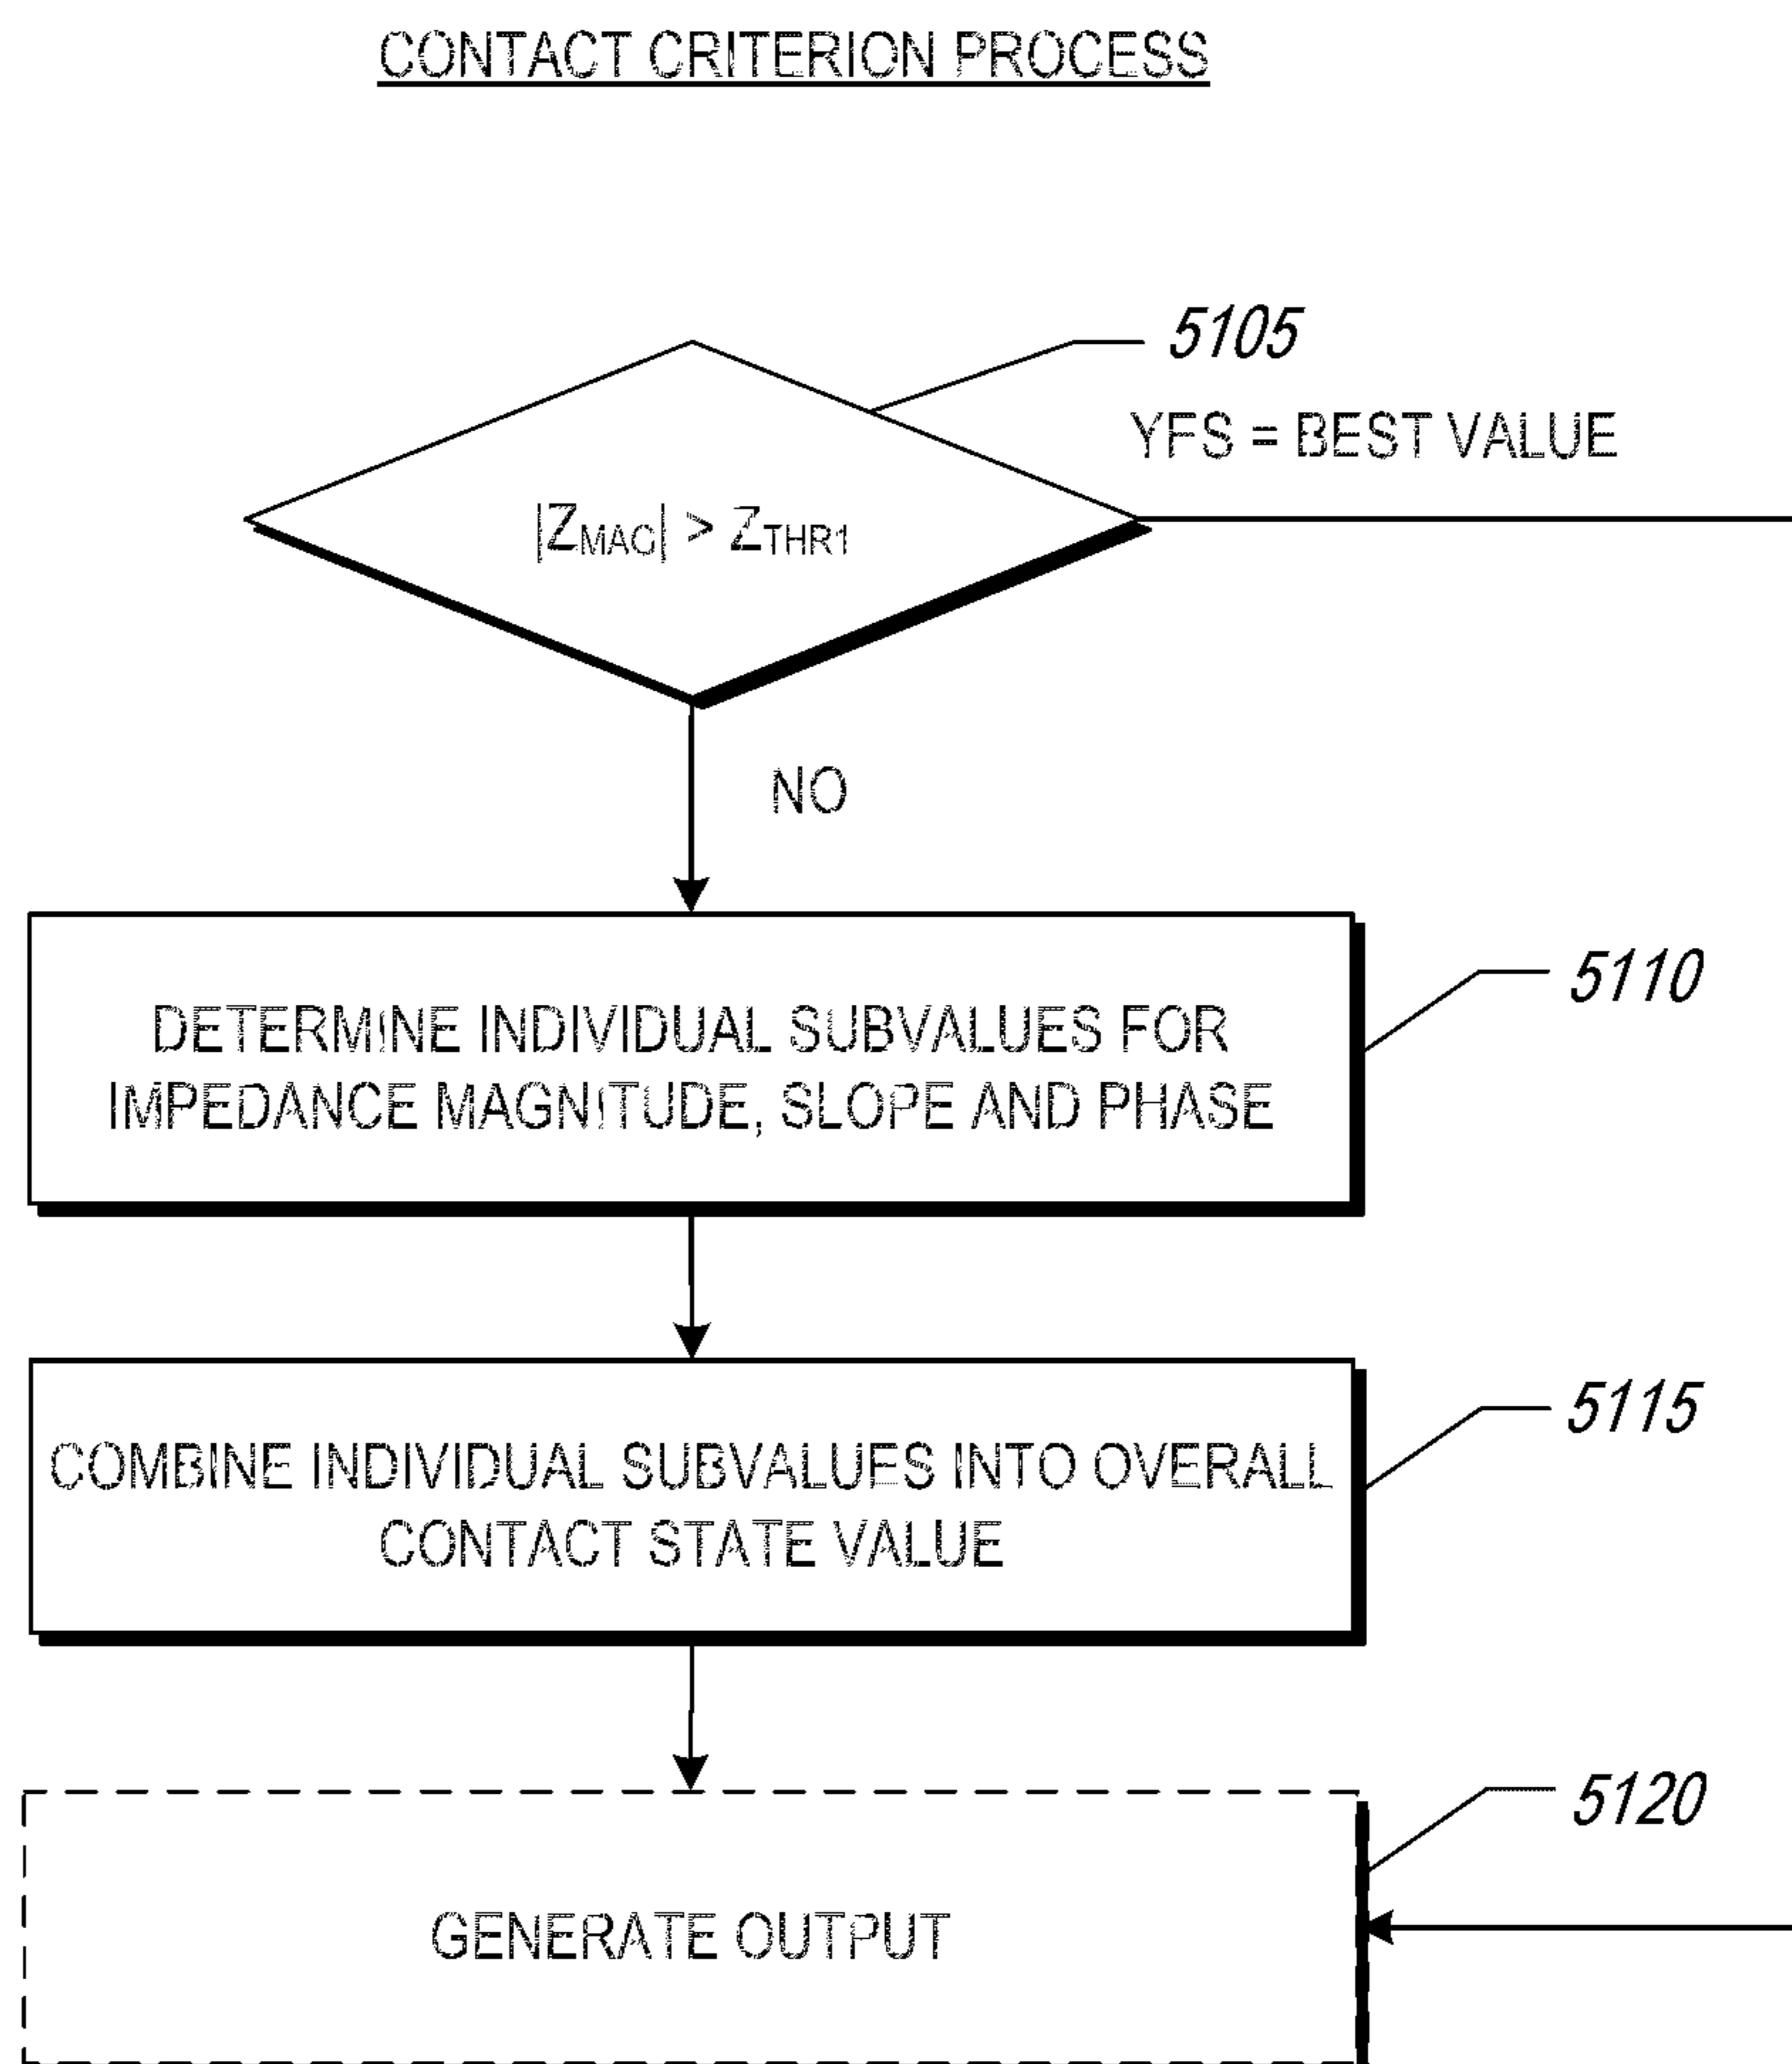 CONTACT CRITERION PROCESS
5105
YES = BEST VALUE
|ZMAG| > ZTHR1
NO
5110
DETERMINE INDIVIDUAL SUBVALUES FOR
IMPEDANCE MAGNITUDE, SLOPE AND PHASE
5115
COMBINE INDIVIDUAL SUBVALUES INTO OVERALL
CONTACT STATE VALUE
5120
GENERATE OUTPUT